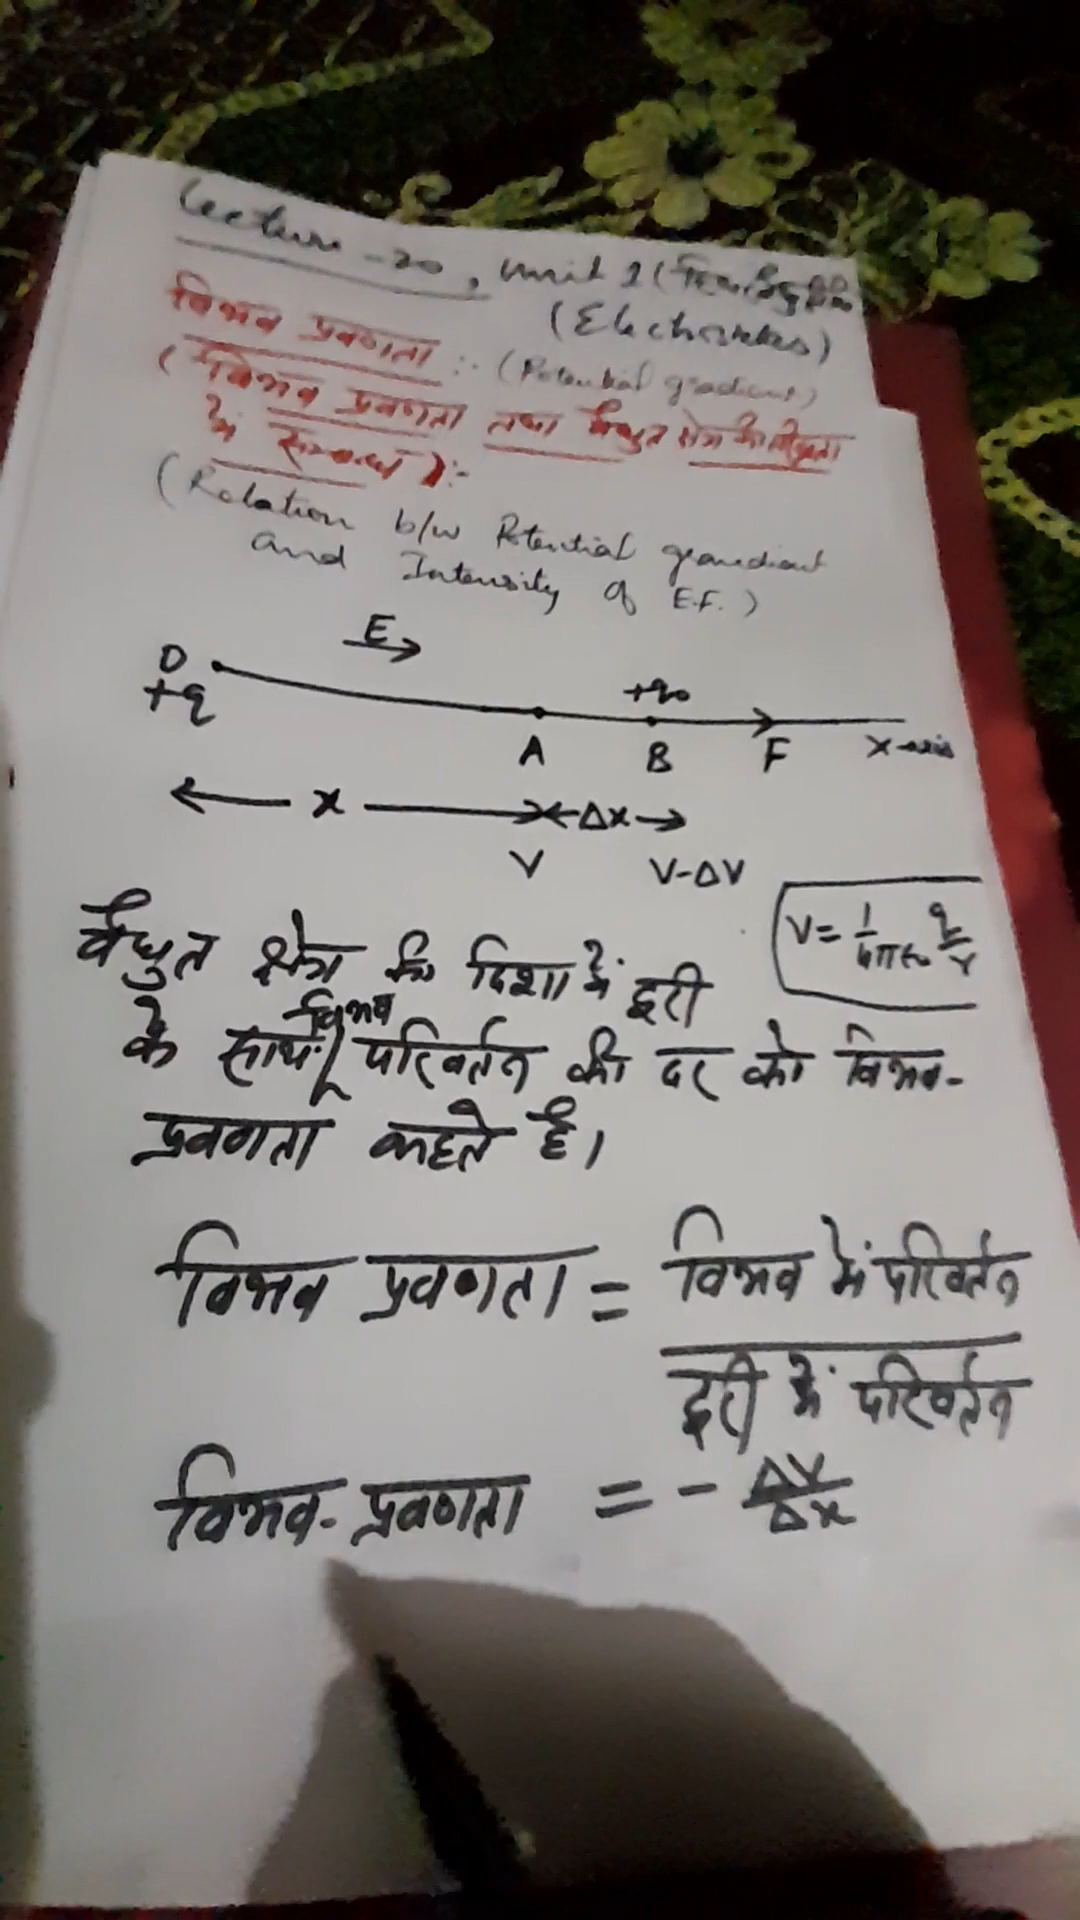 Lecture - 20, Unit 1 (स्थिर वैद्युतिकी)
(Electrostatics)
विभव प्रवणता :- (Potential gradient)
(विभव प्रवणता तथा वैद्युत क्षेत्र की तीव्रता
में सम्बन्ध) :-
(Relation b/w Potential graudient
and Intensity of E.F.)
E
O
+q
+q₀
A B F X-axis
x Δx
V V-ΔV
V = 1/4πε₀ q/r
वैद्युत क्षेत्र की दिशा में दूरी
के साथ विभव परिवर्तन की दर को विभव-
प्रवणता कहते है।
विभव प्रवणता = विभव में परिवर्तन
दूरी में परिवर्तन
विभव-प्रवणता = - ΔV/Δx